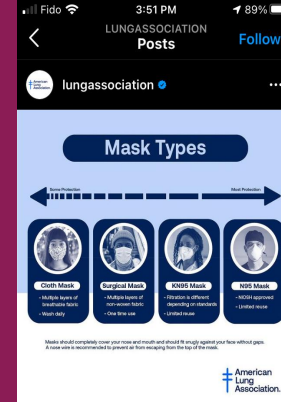 Fido 3:51 PM 89%
LUNGASSOCIATION
Posts
Follow
American
Lung
Association.
lungassociation
Mask Types
Some Protection
Most Protection
Cloth Mask
- Multiple layers of
breathable fabric
- Wash daily
Surgical Mask
- Multiple layers of
non-woven fabric
- One time use
KN95 Mask
- Filtration is different
depending on standards
- Limited reuse
N95 Mask
- NIOSH approved
- Limited reuse
Masks should completely cover your nose and mouth and should fit snugly against your face without gaps.
A nose wire is recommended to prevent air from escaping from the top of the mask.
American
Lung
Association.